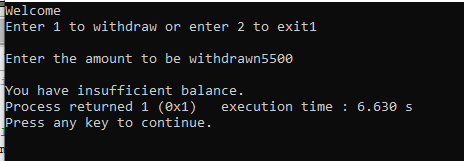 Welcome
Enter 1 to withdraw or enter 2 to exit1
Enter the amount to be withdrawn5500
You have insufficient balance.
Process returned 1 (0x1)   execution time : 6.630 s
Press any key to continue.